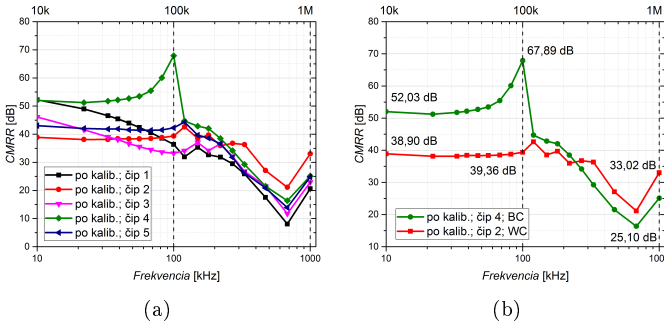 10k 100k 1M
80
70
60
50
40
30
20
10
0
CMRR [dB]
po kalib.; čip 1
po kalib.; čip 2
po kalib.; čip 3
po kalib.; čip 4
po kalib.; čip 5
10 100 1000
Frekvencia [kHz]
(a)
10k 100k 1M
80
70
60
50
40
30
20
10
CMRR [dB]
67,89 dB
52,03 dB
38,90 dB
39,36 dB
33,02 dB
po kalib.; čip 4; BC
po kalib.; čip 2; WC
25,10 dB
10 100 1000
Frekvencia [kHz]
(b)